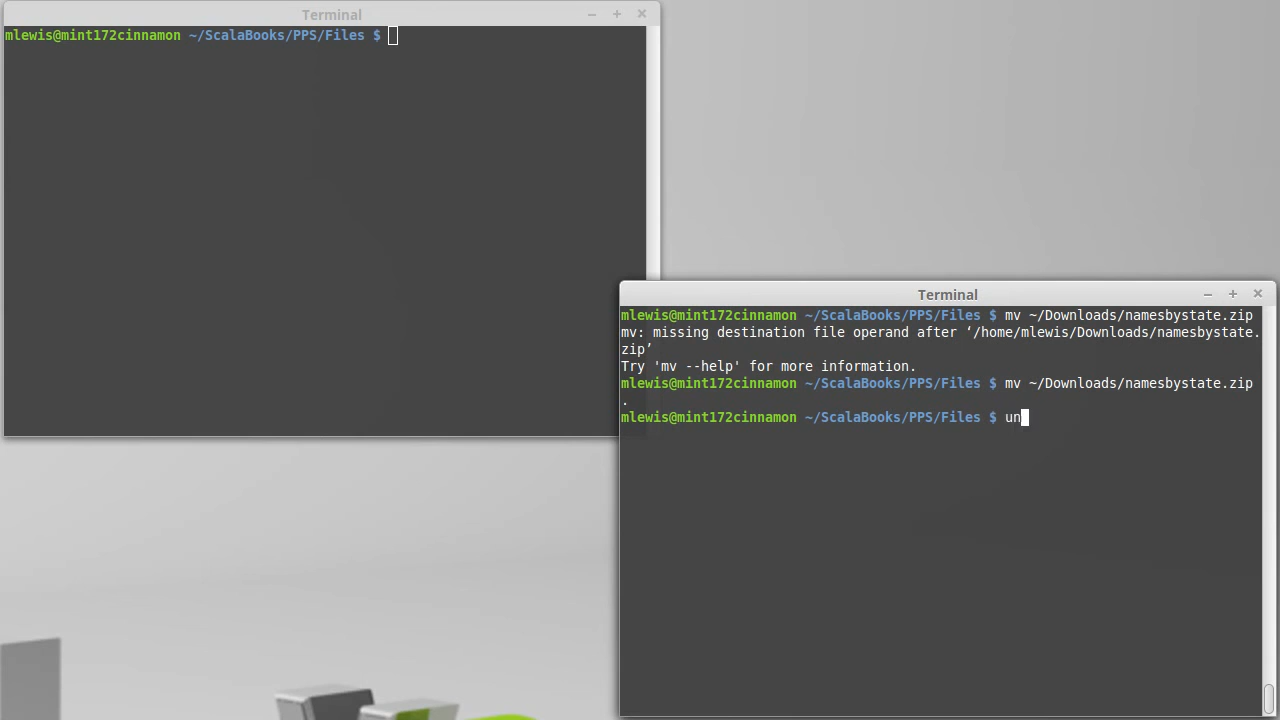 Terminal
mlewis@mint172cinnamon ~/ScalaBooks/PPS/Files $
Terminal
mlewis@mint172cinnamon ~/ScalaBooks/PPS/Files $ mv ~/Downloads/namesbystate.zip
mv: missing destination file operand after ‘/home/mlewis/Downloads/namesbystate.
zip’
Try 'mv --help' for more information.
mlewis@mint172cinnamon ~/ScalaBooks/PPS/Files $ mv ~/Downloads/namesbystate.zip
.
mlewis@mint172cinnamon ~/ScalaBooks/PPS/Files $ un